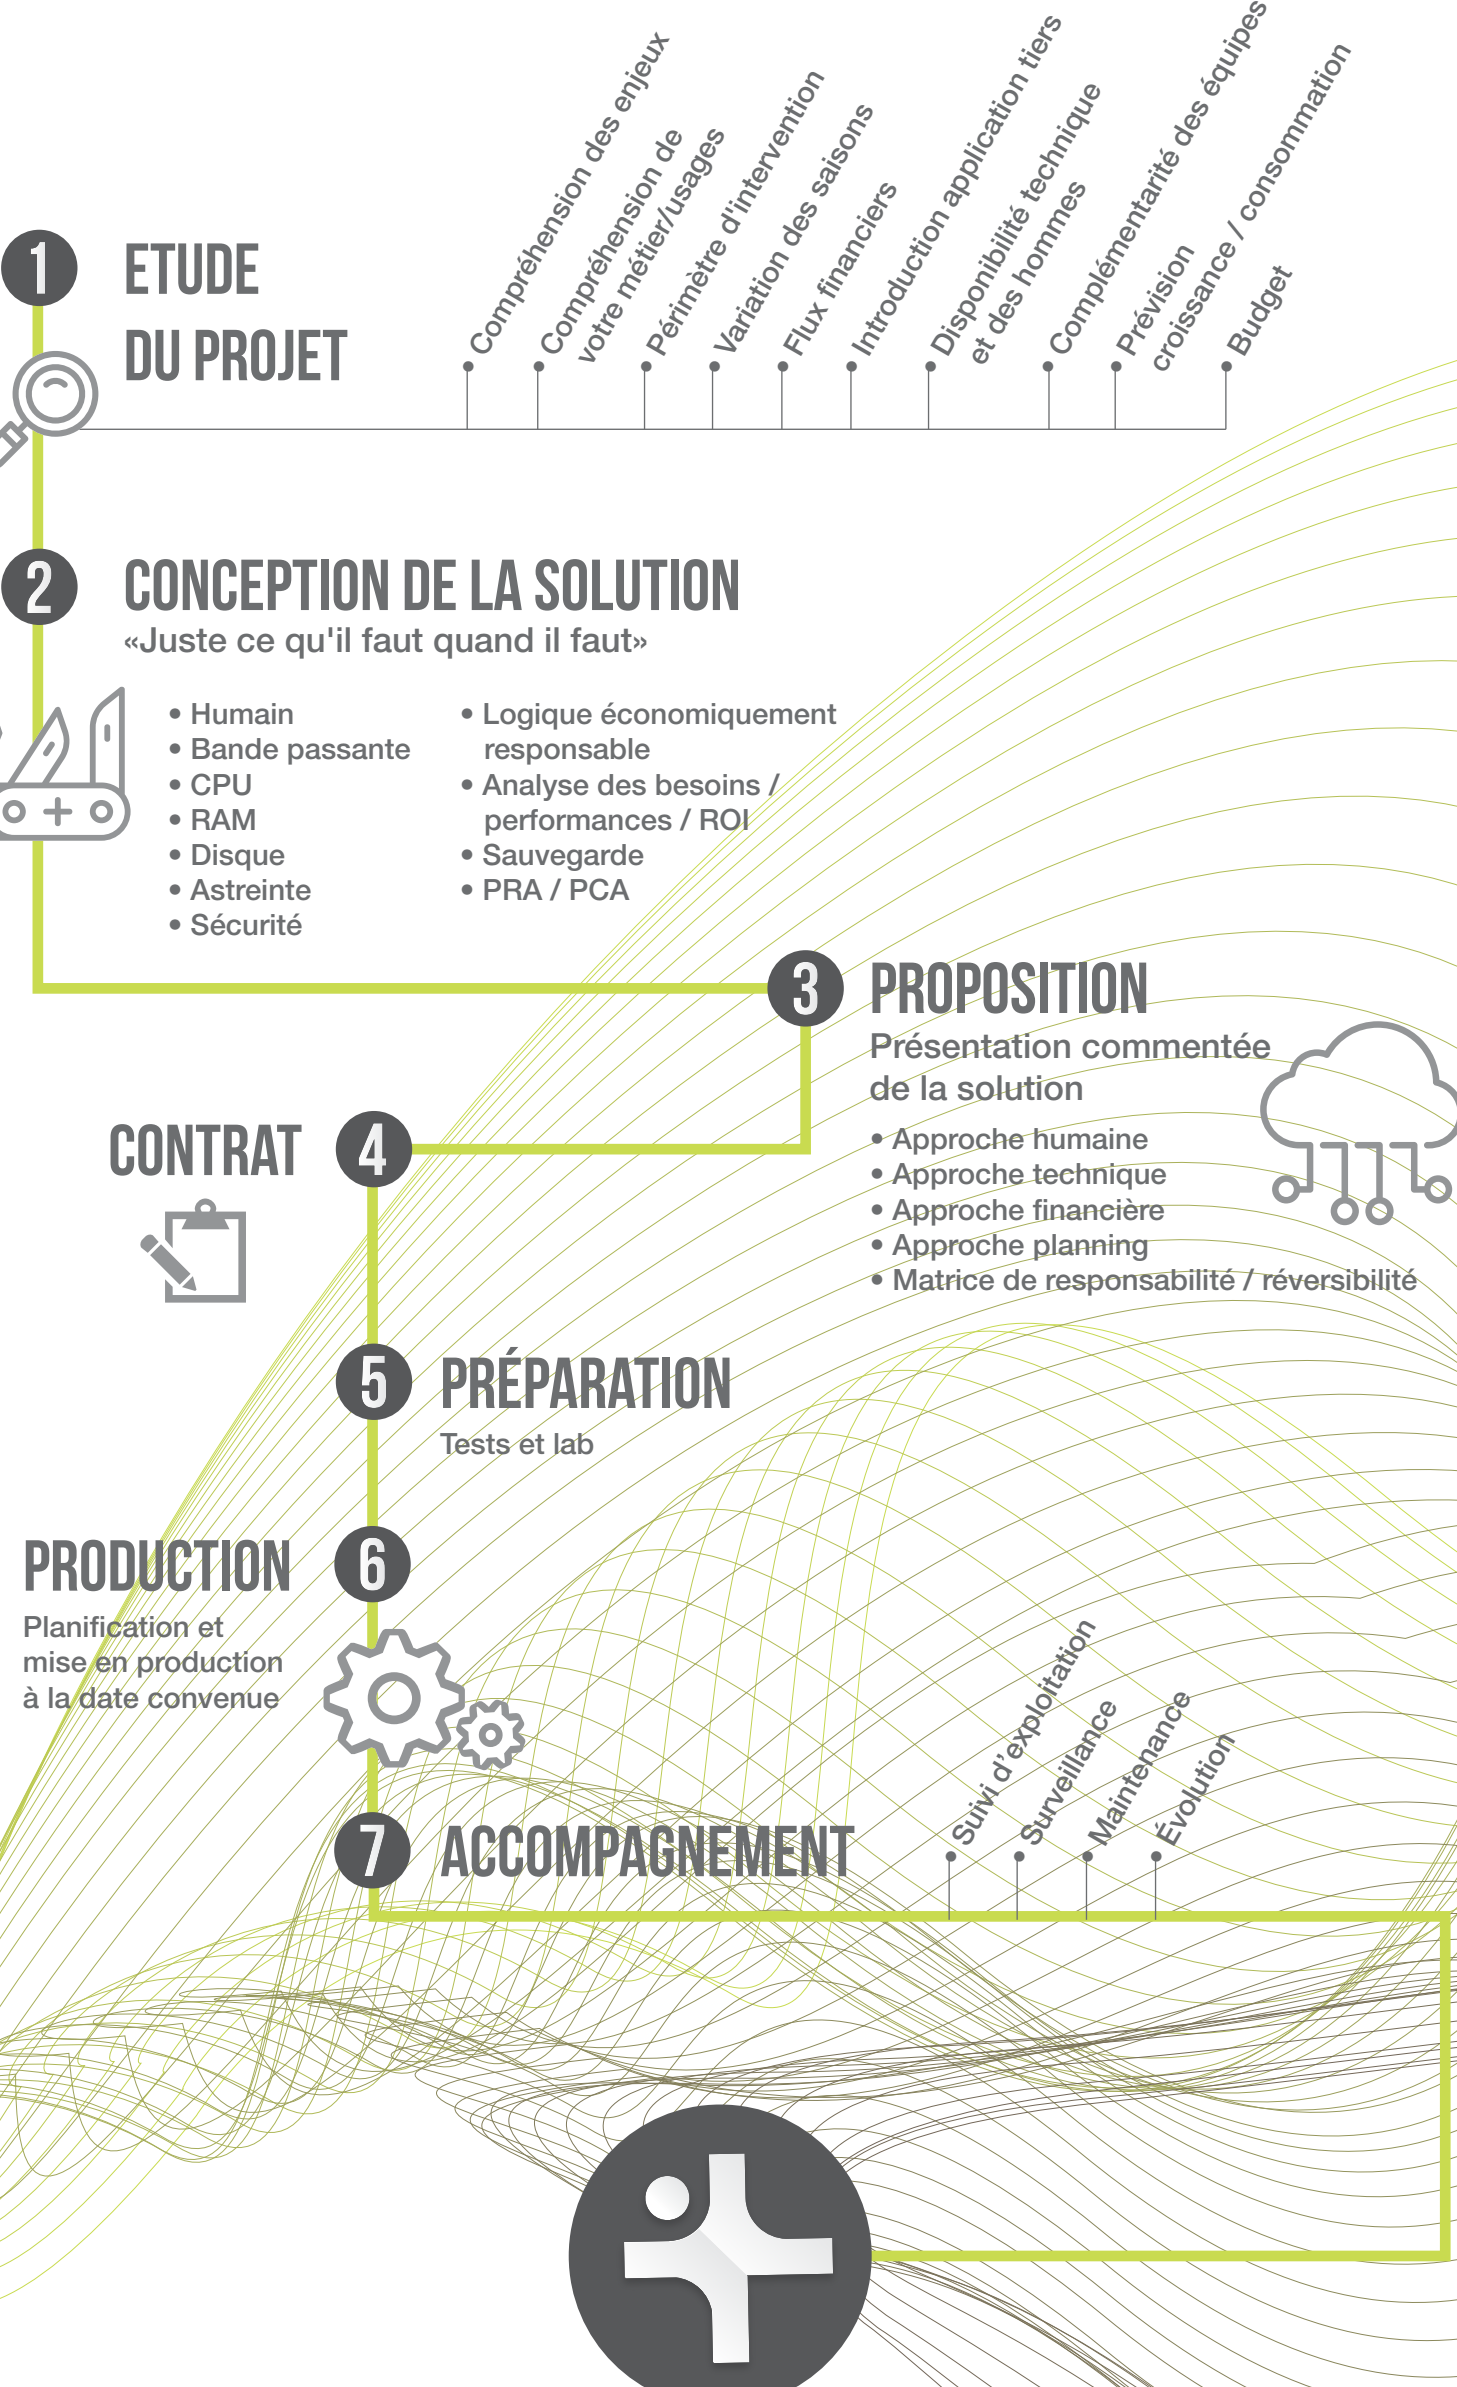 1
ETUDE
DU PROJET
Compréhension des enjeux
Compréhension de
votre métier/usages
Périmètre d'intervention
Variation des saisons
Flux financiers
Introduction application tiers
Disponibilité technique
et des hommes
Complémentarité des équipes
Prévision
croissance / consommation
Budget
2
CONCEPTION DE LA SOLUTION
«Juste ce qu'il faut quand il faut»
• Humain
• Bande passante
• CPU
• RAM
• Disque
• Astreinte
• Sécurité
• Logique économiquement
responsable
• Analyse des besoins /
performances / ROI
• Sauvegarde
• PRA / PCA
3
PROPOSITION
Présentation commentée
de la solution
• Approche humaine
• Approche technique
• Approche financière
• Approche planning
• Matrice de responsabilité / réversibilité
CONTRAT
4
5
PRÉPARATION
Tests et lab
PRODUCTION
6
Planification et
mise en production
à la date convenue
7
ACCOMPAGNEMENT
Suivi d'exploitation
Surveillance
Maintenance
Évolution